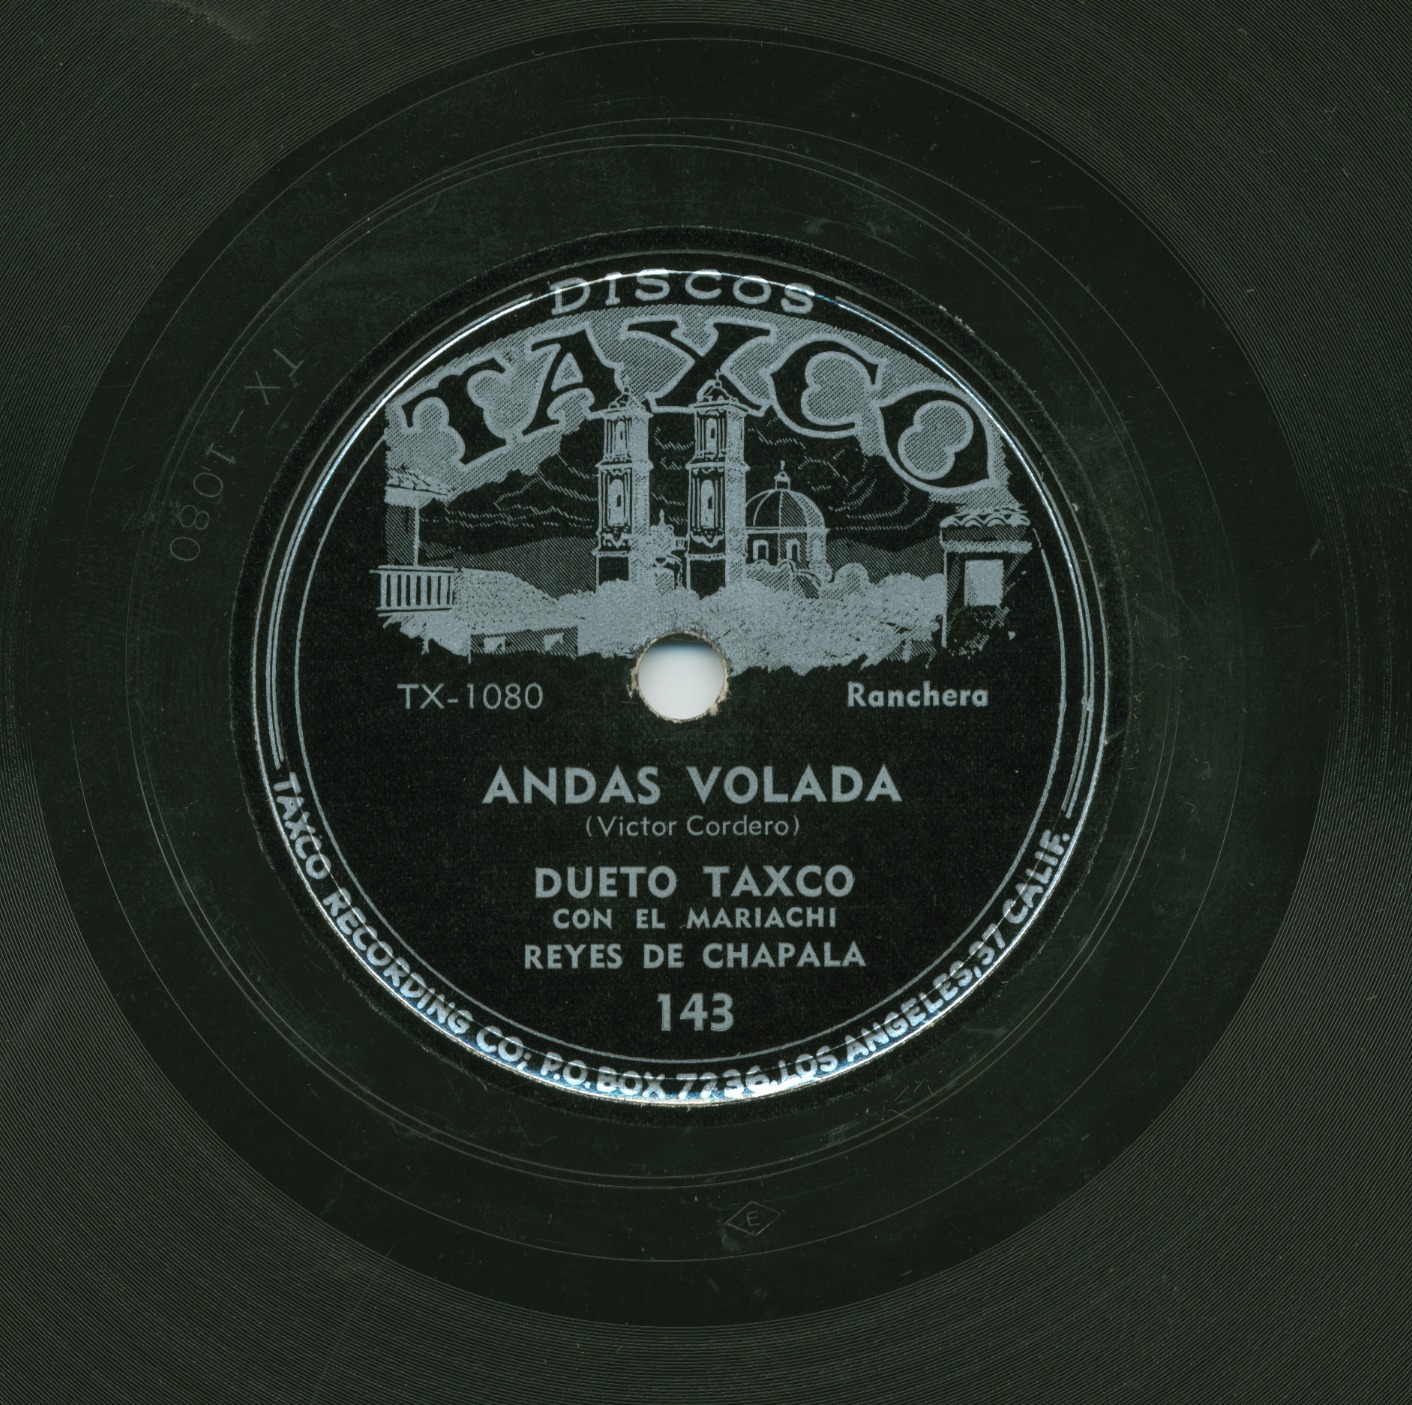 DISCOS
TAXCO
TX-1080
Ranchera
ANDAS VOLADA
(Victor Cordero)
DUETO TAXCO
CON EL MARIACHI
REYES DE CHAPALA
143
TAXCO RECORDING CO; P.O. BOX 7236, LOS ANGELES, 37 CALIF.
TX-1080
E